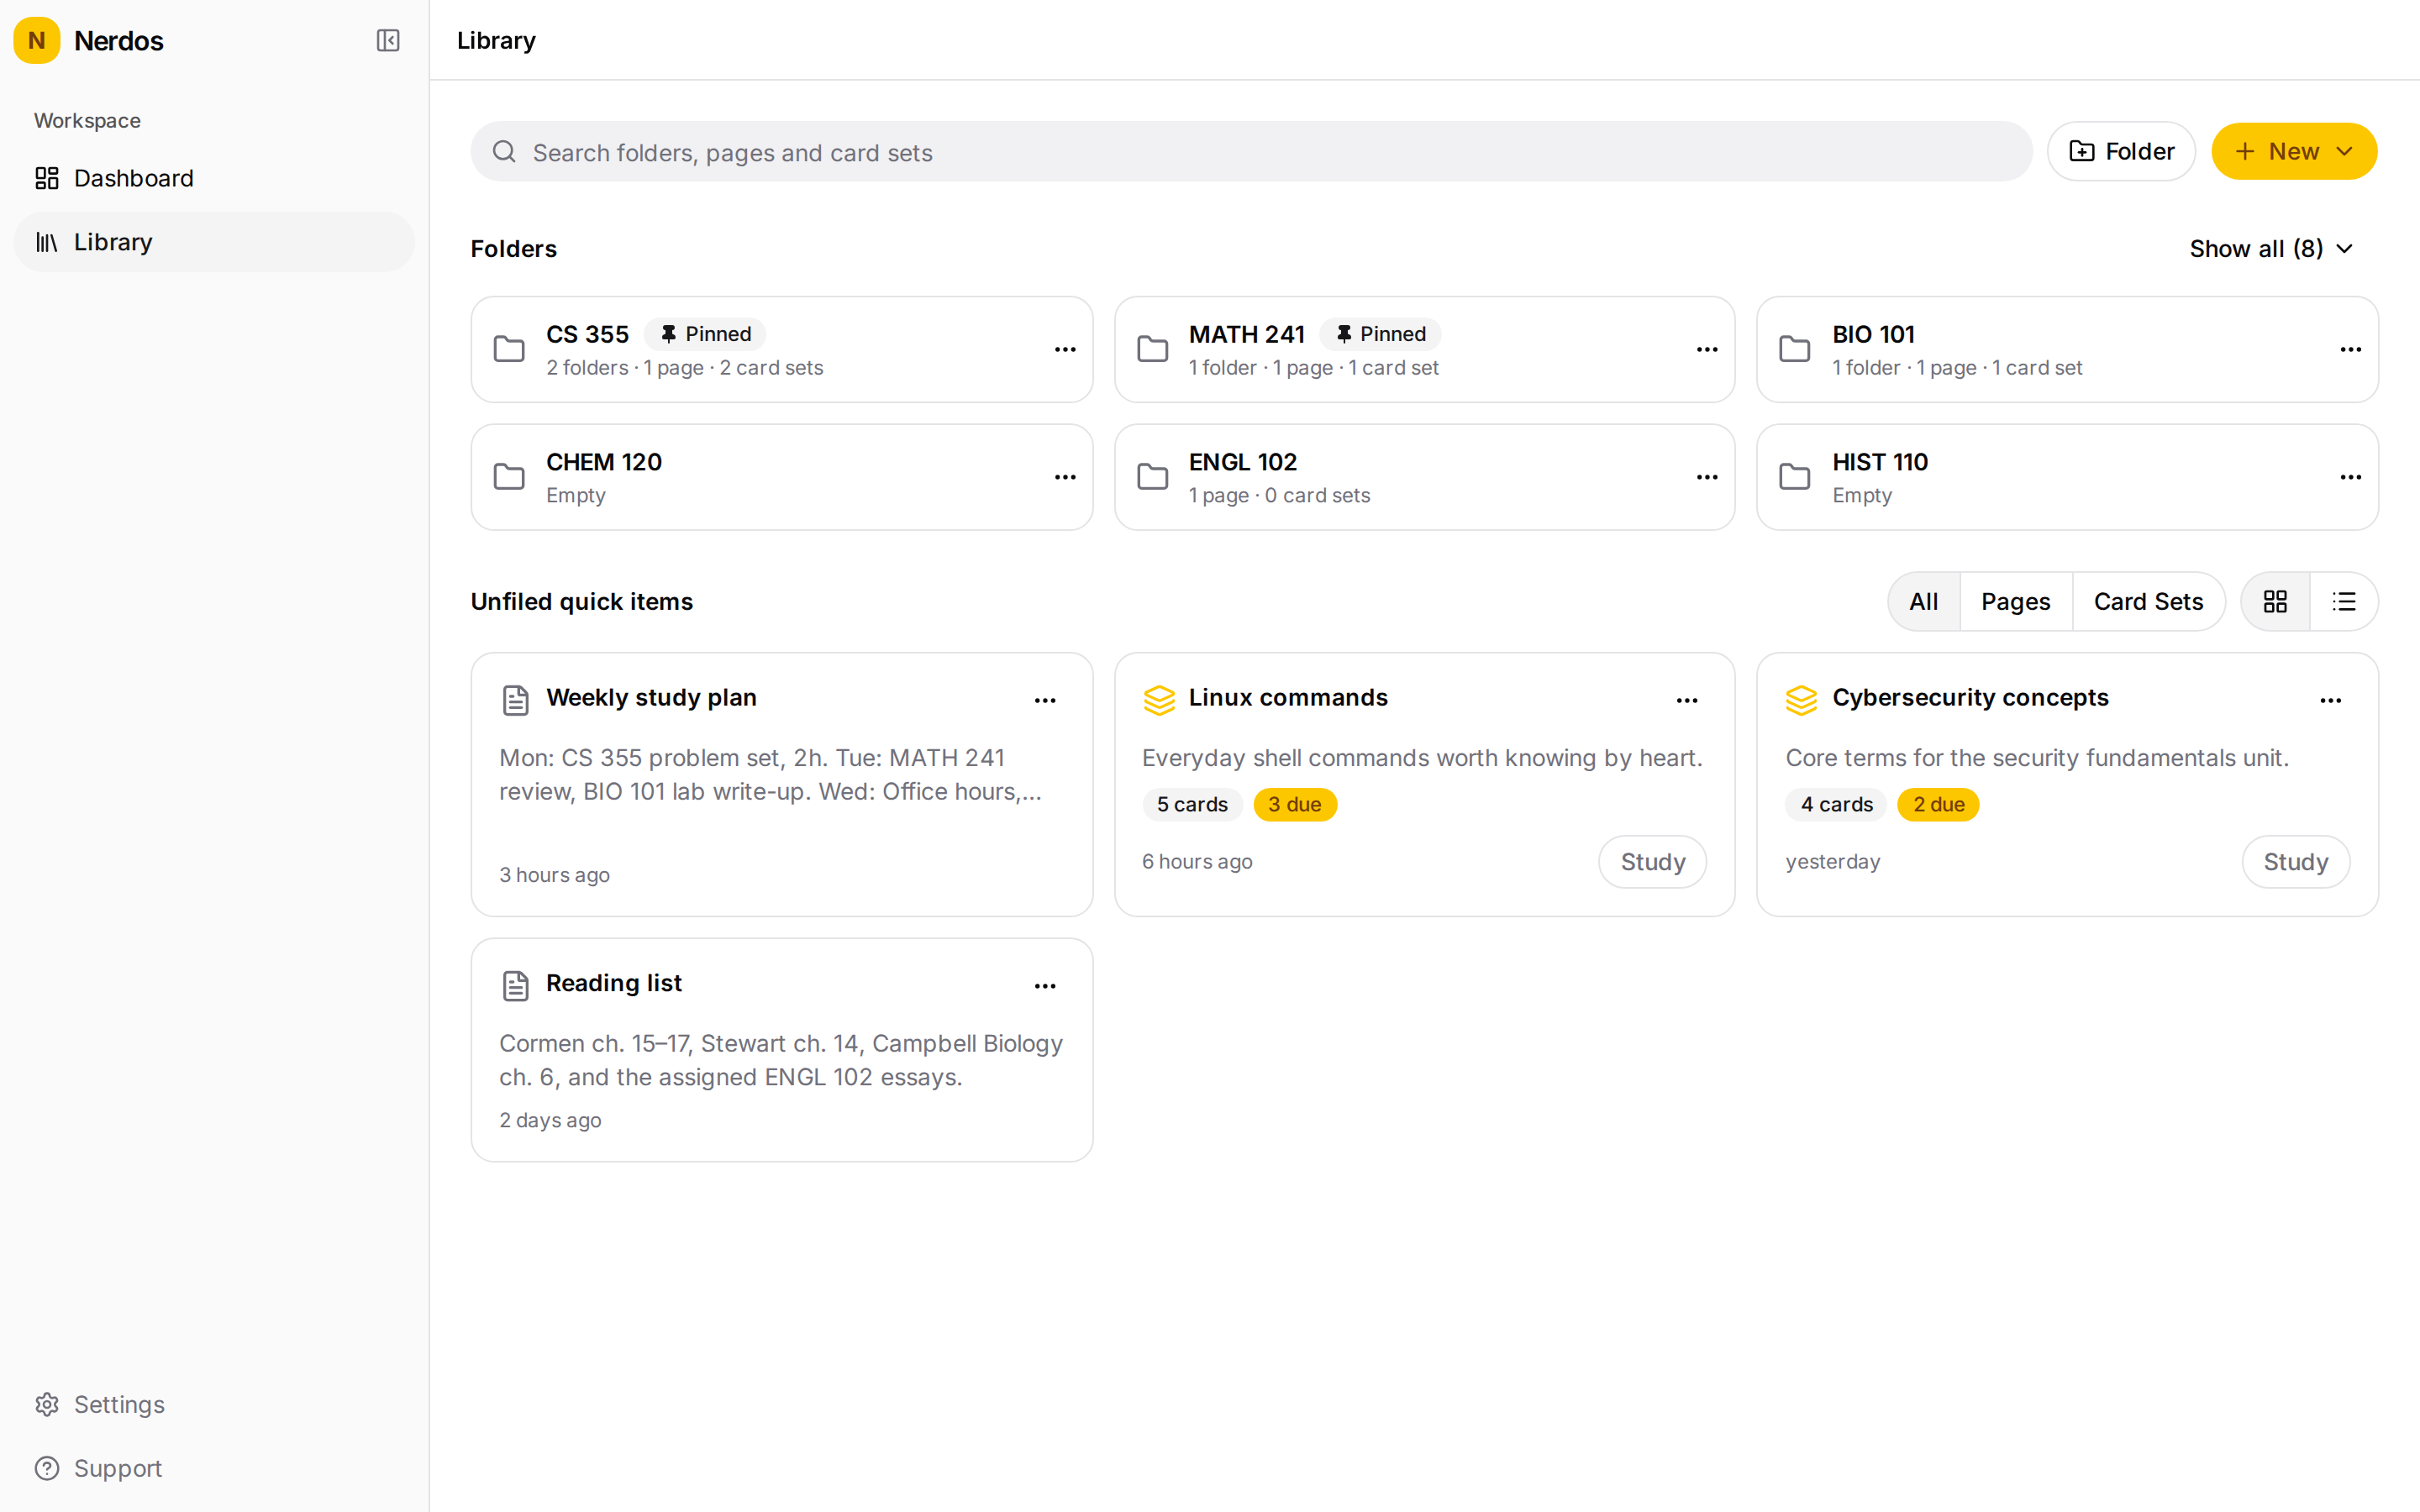 N Nerdos
Workspace
Dashboard
Library
Settings
Support
Library
Search folders, pages and card sets
Folder
New
Folders
Show all (8)
CS 355 Pinned
2 folders · 1 page · 2 card sets
MATH 241 Pinned
1 folder · 1 page · 1 card set
BIO 101
1 folder · 1 page · 1 card set
CHEM 120
Empty
ENGL 102
1 page · 0 card sets
HIST 110
Empty
Unfiled quick items
All Pages Card Sets
Weekly study plan
Mon: CS 355 problem set, 2h. Tue: MATH 241
review, BIO 101 lab write-up. Wed: Office hours,...
3 hours ago
Linux commands
Everyday shell commands worth knowing by heart.
5 cards 3 due
6 hours ago Study
Cybersecurity concepts
Core terms for the security fundamentals unit.
4 cards 2 due
yesterday Study
Reading list
Cormen ch. 15–17, Stewart ch. 14, Campbell Biology
ch. 6, and the assigned ENGL 102 essays.
2 days ago